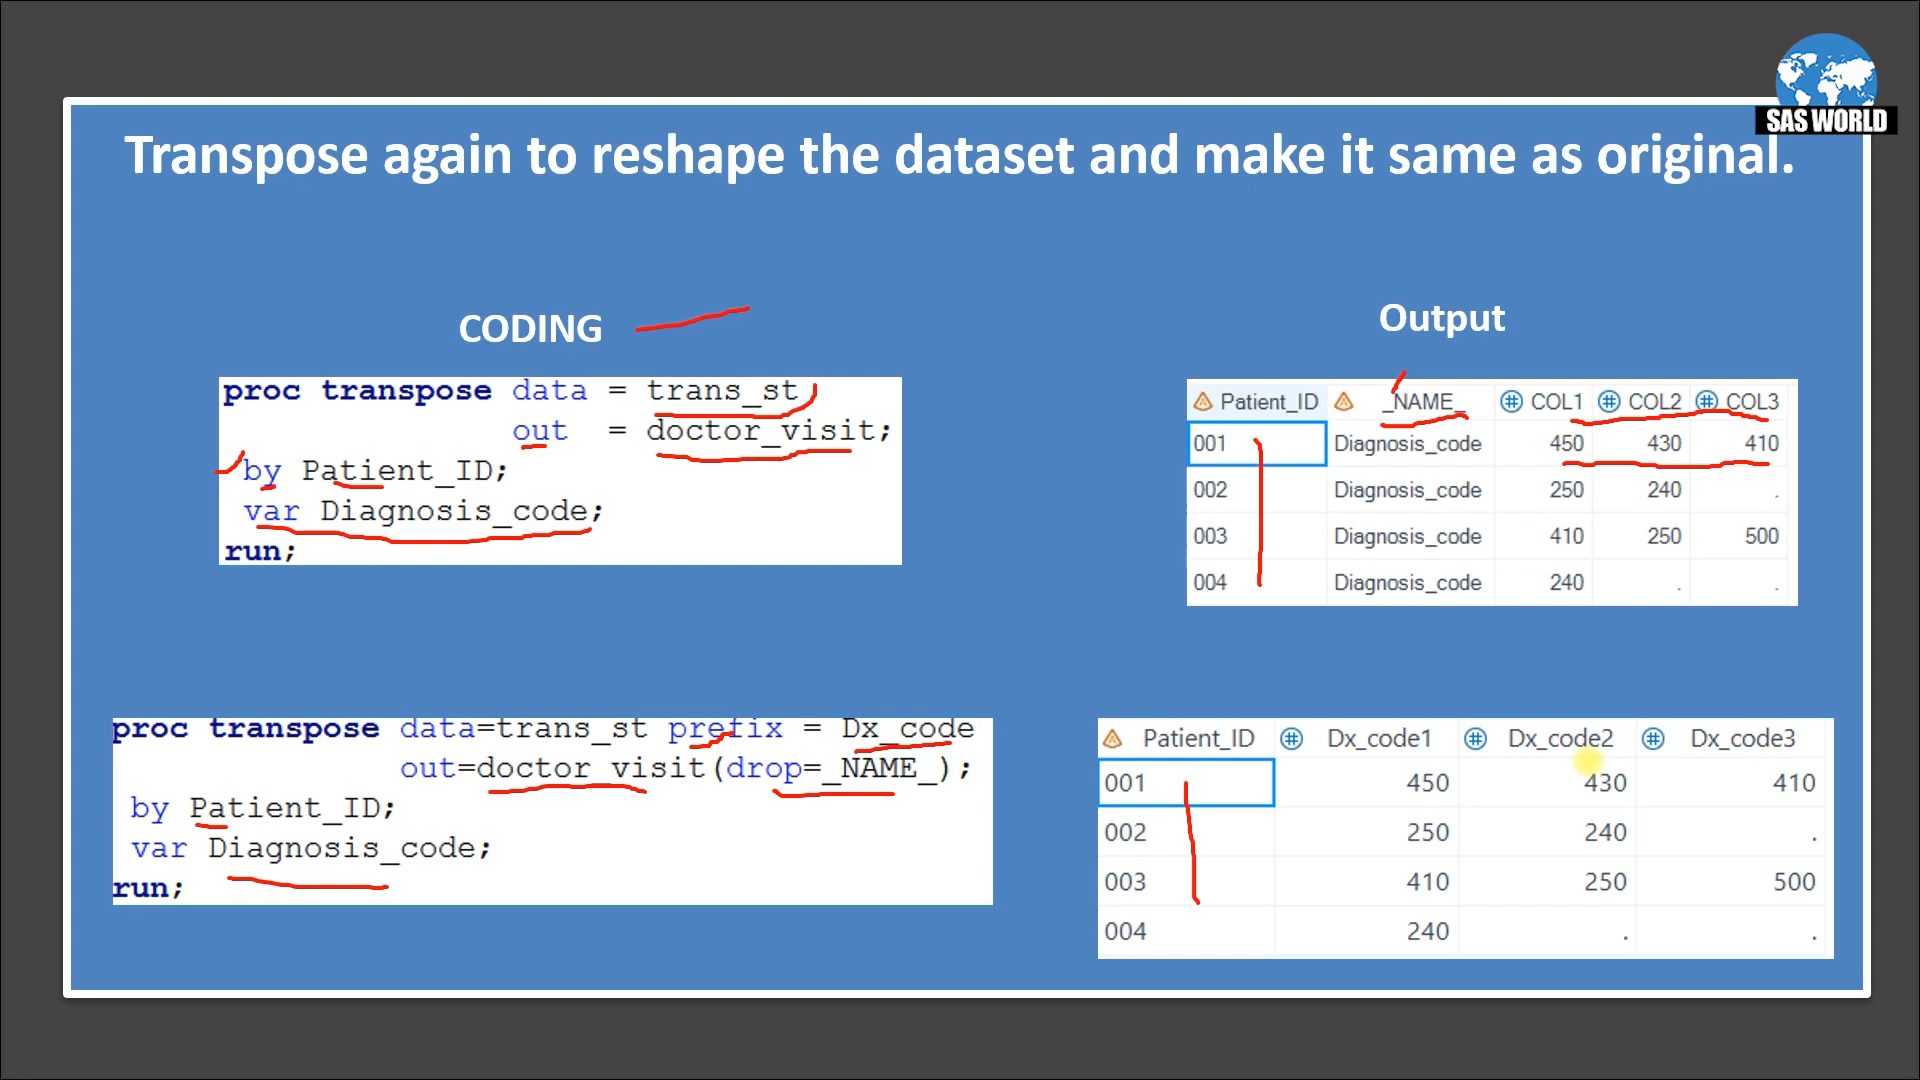 SAS WORLD
Transpose again to reshape the dataset and make it same as original.
CODING
proc transpose data = trans_st
out = doctor_visit;
by Patient_ID;
var Diagnosis_code;
run;
Output
Patient_ID _NAME_ COL1 COL2 COL3
001 Diagnosis_code 450 430 410
002 Diagnosis_code 250 240 .
003 Diagnosis_code 410 250 500
004 Diagnosis_code 240 . .
proc transpose data=trans_st prefix = Dx_code
out=doctor_visit(drop=_NAME_);
by Patient_ID;
var Diagnosis_code;
run;
Patient_ID Dx_code1 Dx_code2 Dx_code3
001 450 430 410
002 250 240 .
003 410 250 500
004 240 . .